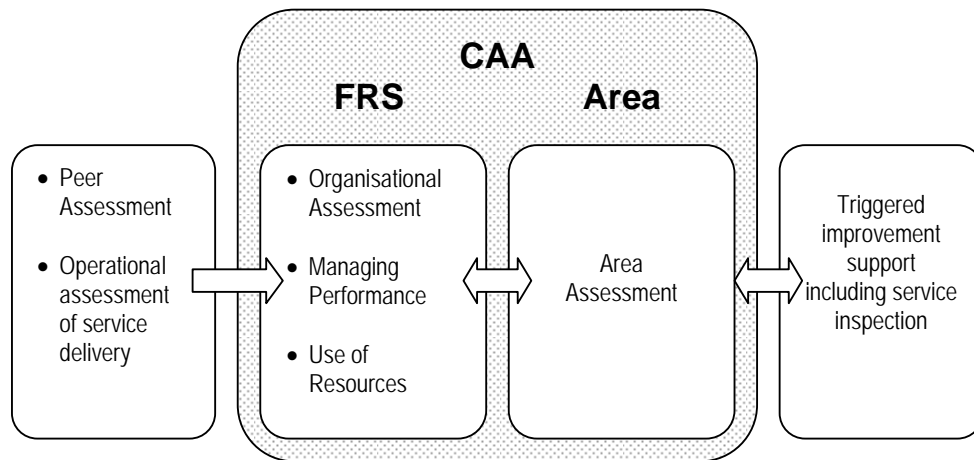 CAA
FRS
Area
• Peer
Assessment
• Operational
assessment
of service
delivery
• Organisational
Assessment
• Managing
Performance
• Use of
Resources
Area
Assessment
Triggered
improvement
support
including service
inspection